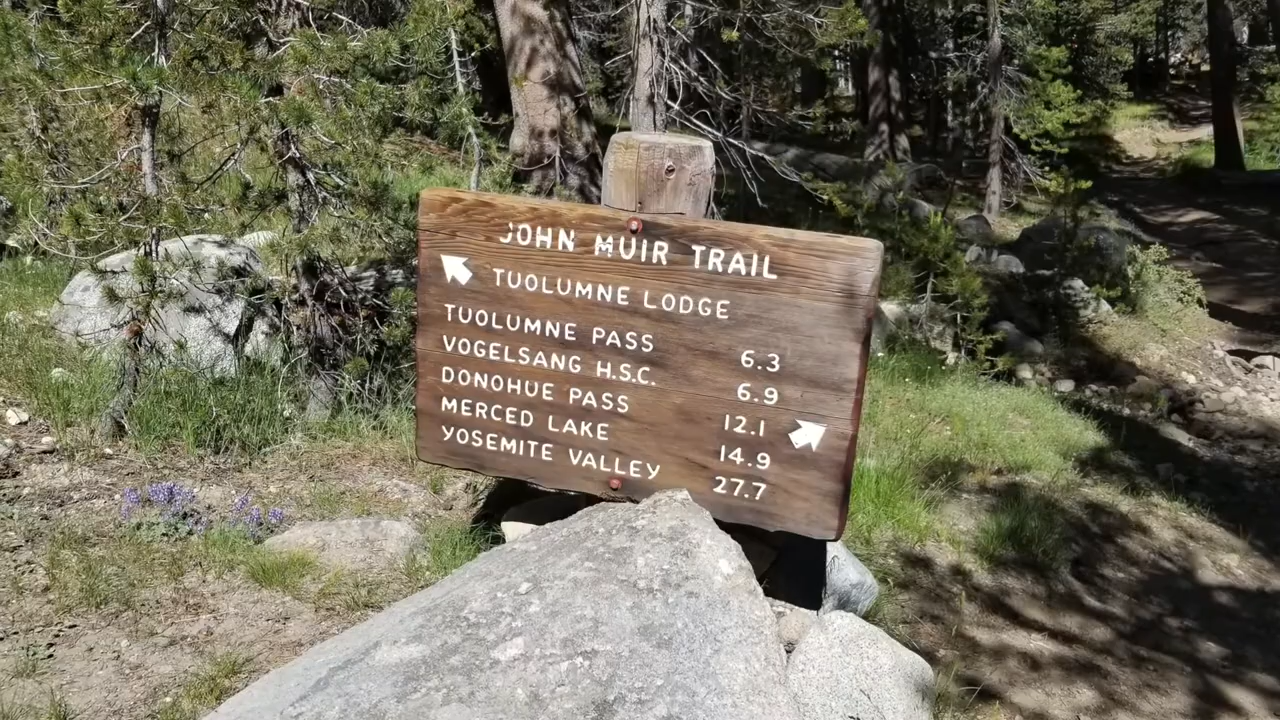 JOHN MUIR TRAIL
TUOLUMNE LODGE
TUOLUMNE PASS 6.3
VOGELSANG H.S.C. 6.9
DONOHUE PASS 12.1
MERCED LAKE 14.9
YOSEMITE VALLEY 27.7